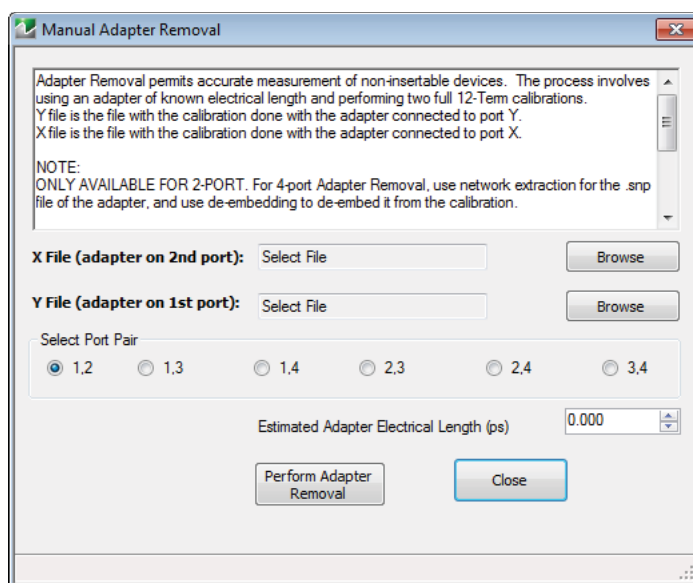 Manual Adapter Removal
Adapter Removal permits accurate measurement of non-insertable devices.  The process involves
using an adapter of known electrical length and performing two full 12-Term calibrations.
Y file is the file with the calibration done with the adapter connected to port Y.
X file is the file with the calibration done with the adapter connected to port X.
NOTE:
ONLY AVAILABLE FOR 2-PORT. For 4-port Adapter Removal, use network extraction for the .snp
file of the adapter, and use de-embedding to de-embed it from the calibration.
X File (adapter on 2nd port): Select File Browse
Y File (adapter on 1st port): Select File Browse
Select Port Pair
1,2 1,3 1,4 2,3 2,4 3,4
Estimated Adapter Electrical Length (ps) 0.000
Perform Adapter
Removal
Close